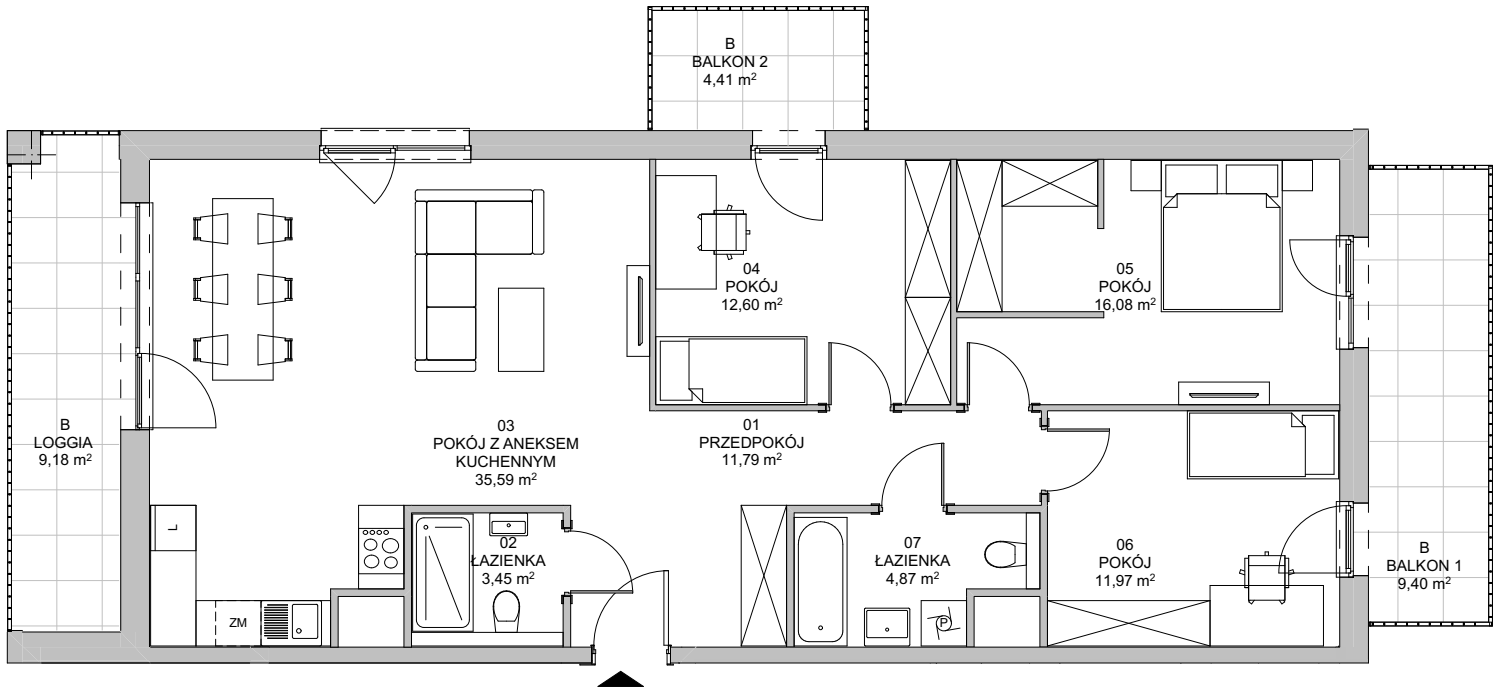 B
BALKON 2
4,41 m²
04
POKÓJ
12,60 m²
05
POKÓJ
16,08 m²
B
LOGGIA
9,18 m²
03
POKÓJ Z ANEKSEM
KUCHENNYM
35,59 m²
01
PRZEDPOKÓJ
11,79 m²
L
02
ŁAZIENKA
3,45 m²
07
ŁAZIENKA
4,87 m²
06
POKÓJ
11,97 m²
B
BALKON 1
9,40 m²
ZM
P